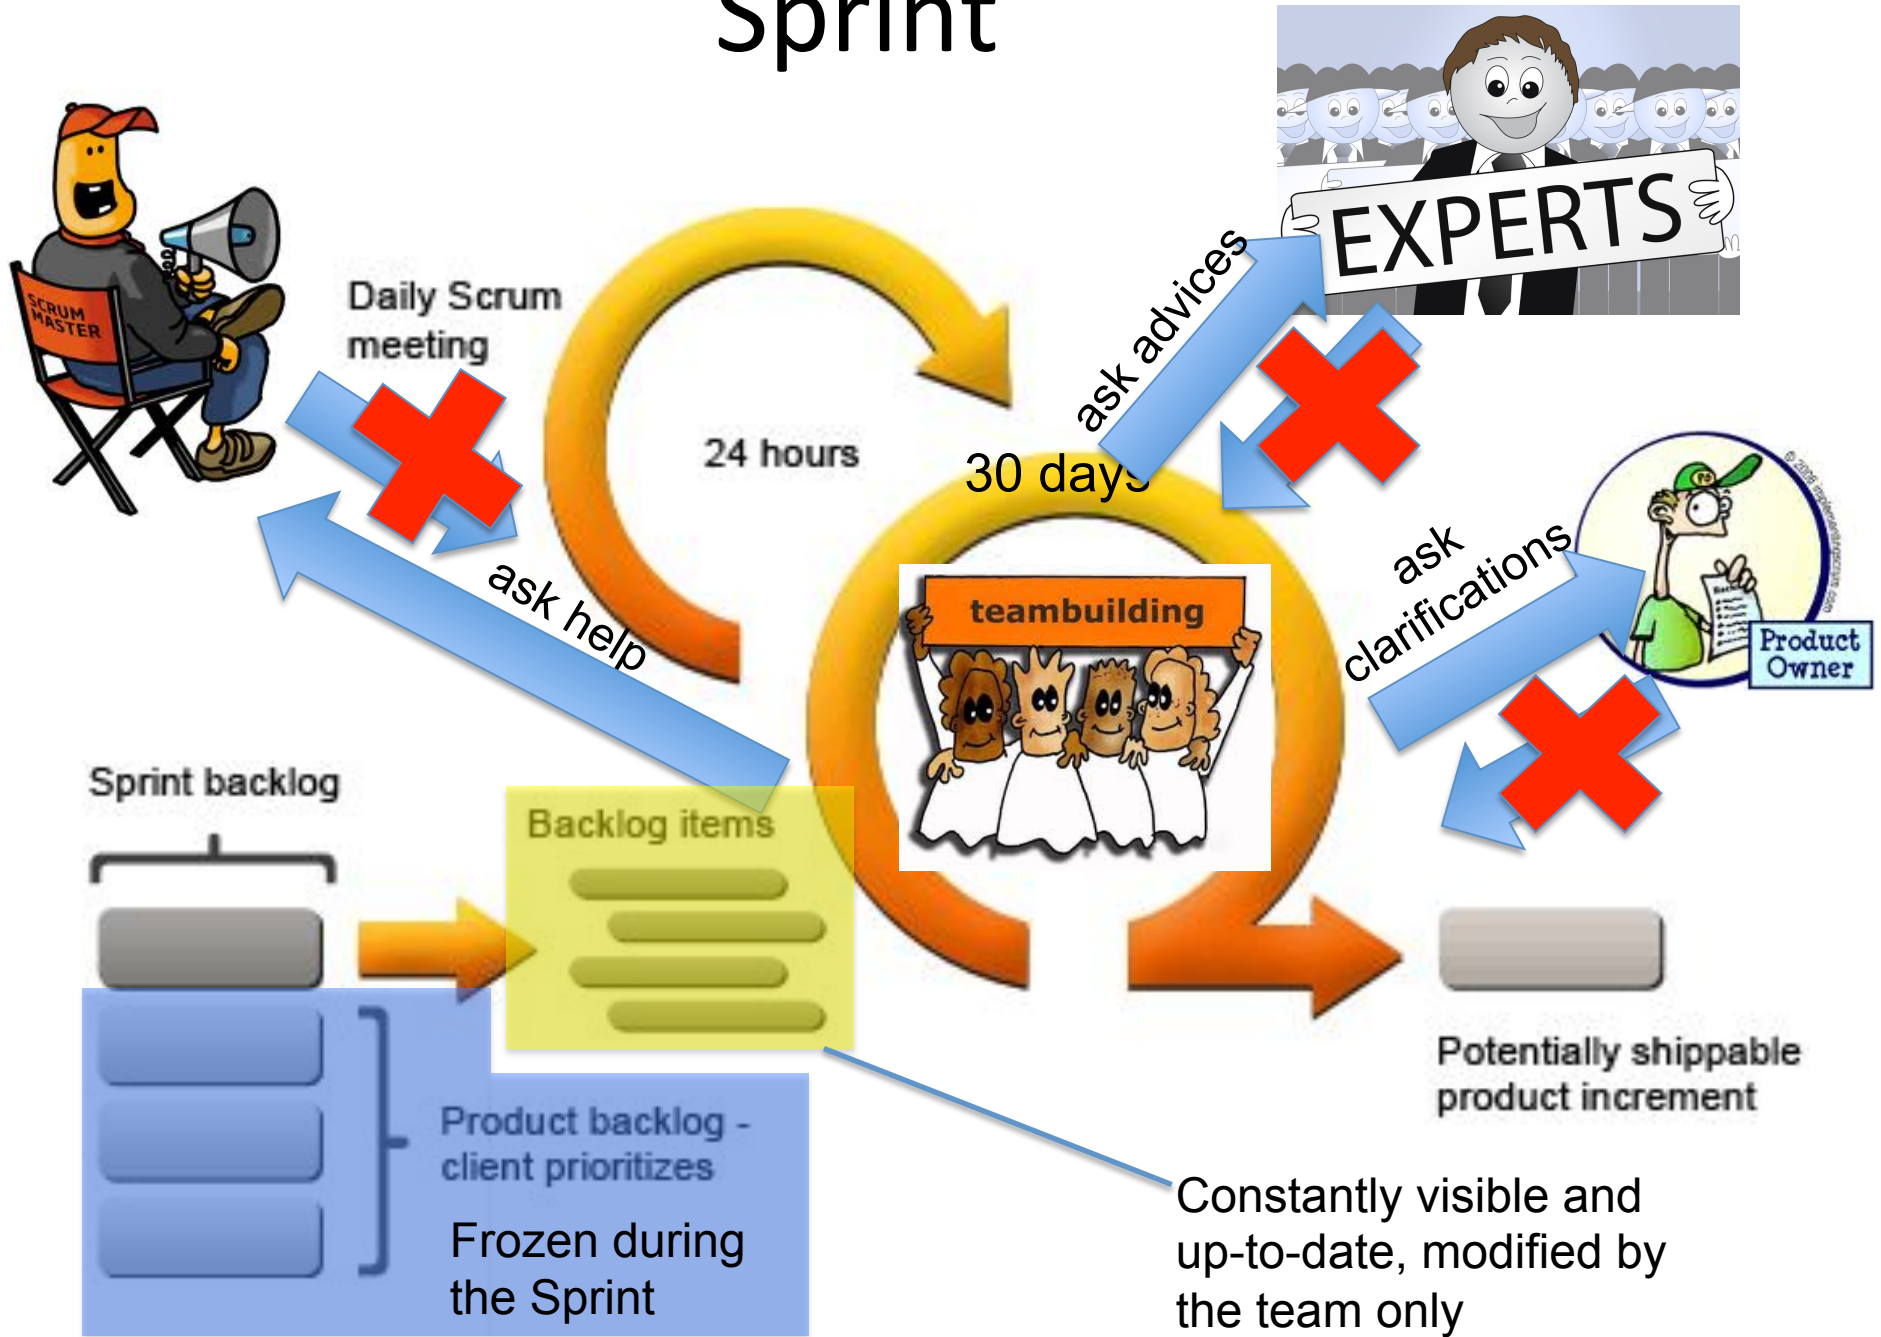 Sprint
EXPERTS
SCRUM
MASTER
Daily Scrum
meeting
ask advices
24 hours
30 days
ask help
ask
clarifications
PO
teambuilding
Product
Owner
Sprint backlog
Backlog items
Potentially shippable
product increment
Product backlog -
client prioritizes
Frozen during
the Sprint
Constantly visible and
up-to-date, modified by
the team only